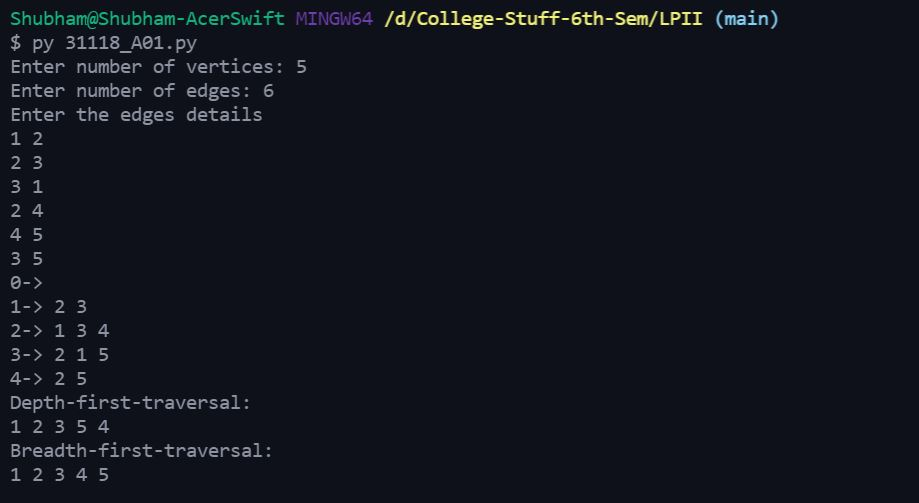 Shubham@Shubham-AcerSwift MINGW64 /d/College-Stuff-6th-Sem/LPII (main)
$ py 31118_A01.py
Enter number of vertices: 5
Enter number of edges: 6
Enter the edges details
1 2
2 3
3 1
2 4
4 5
3 5
0->
1-> 2 3
2-> 1 3 4
3-> 2 1 5
4-> 2 5
Depth-first-traversal:
1 2 3 5 4
Breadth-first-traversal:
1 2 3 4 5